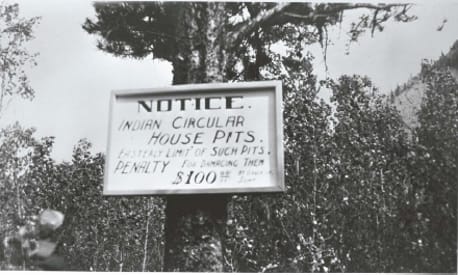 NOTICE.
INDIAN CIRCULAR
HOUSE PITS.
EASTERLY LIMIT OF SUCH PITS.
PENALTY FOR DAMAGING THEM
$100